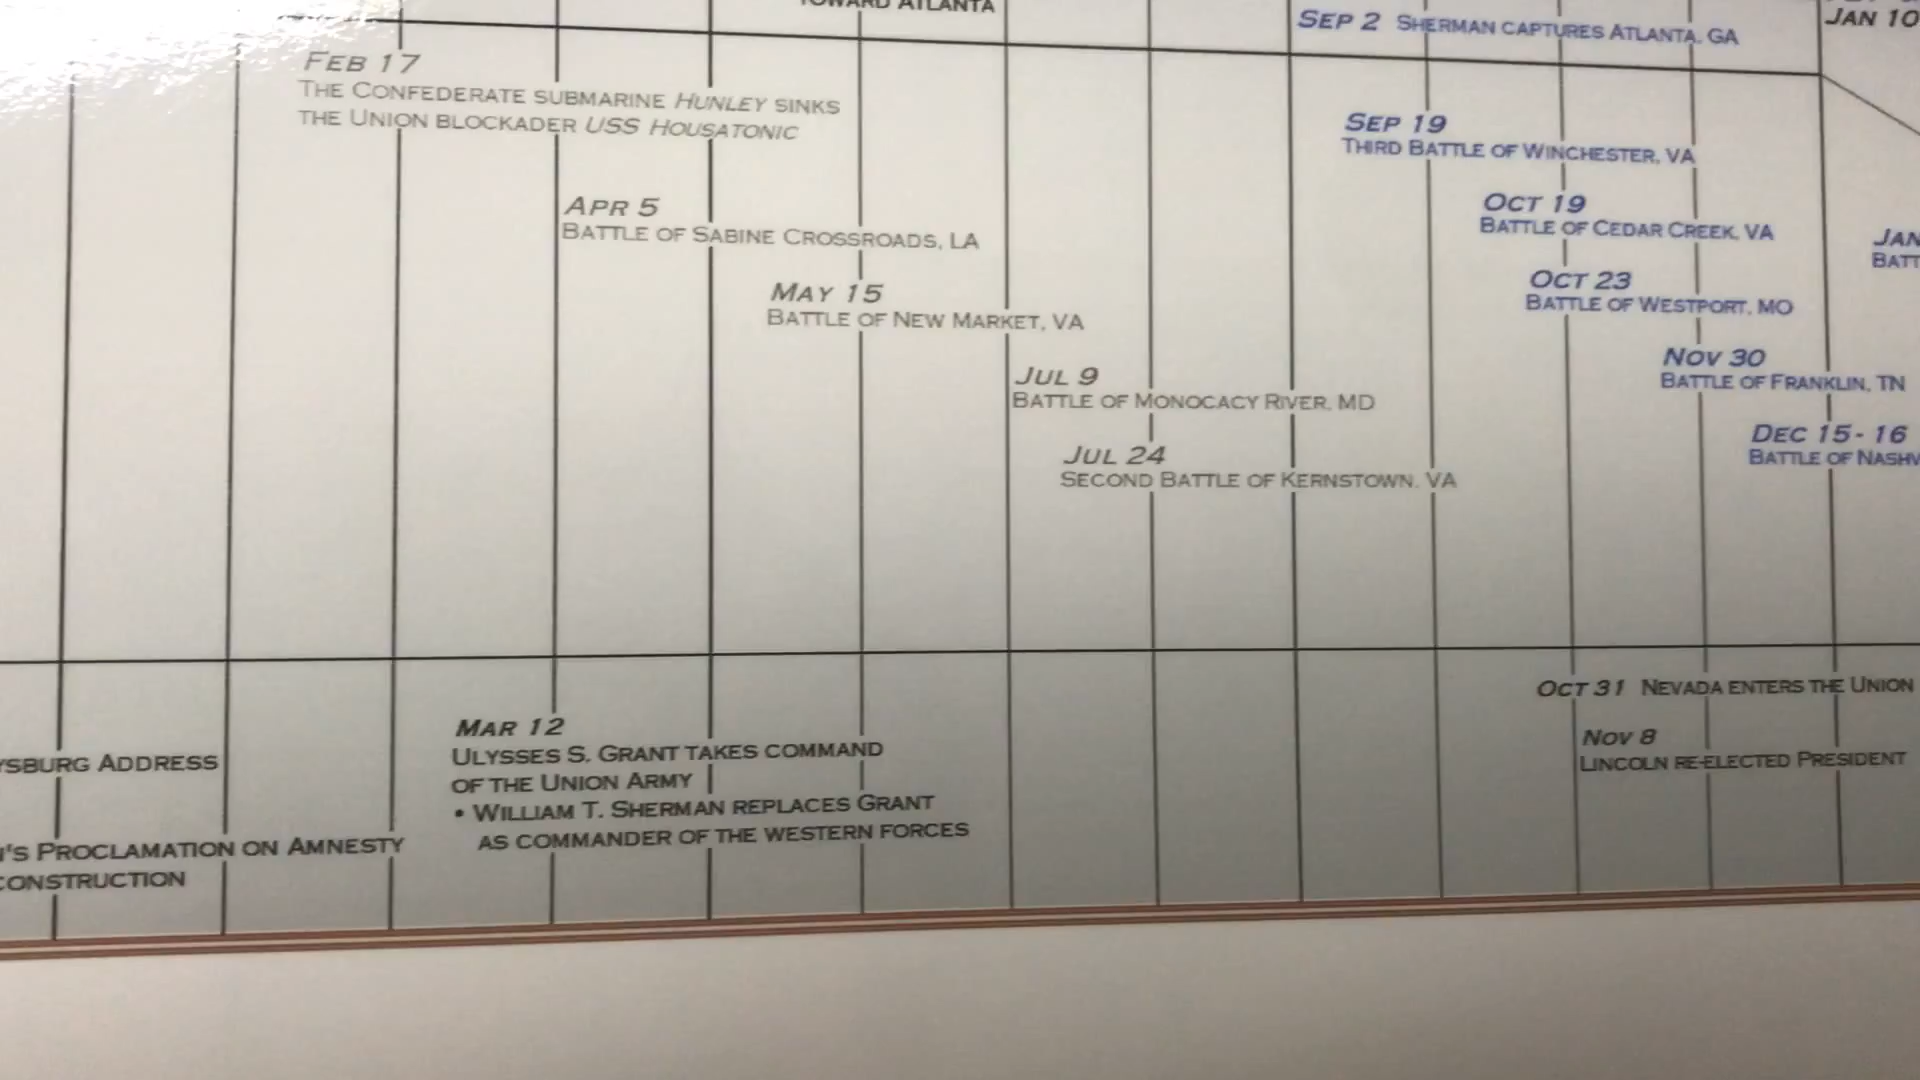 TOWARD ATLANTA
SEP 2 SHERMAN CAPTURES ATLANTA, GA
JAN 10
FEB 17
THE CONFEDERATE SUBMARINE HUNLEY SINKS
THE UNION BLOCKADER USS HOUSATONIC
SEP 19
THIRD BATTLE OF WINCHESTER, VA
APR 5
BATTLE OF SABINE CROSSROADS, LA
OCT 19
BATTLE OF CEDAR CREEK, VA
JAN
BATT
MAY 15
BATTLE OF NEW MARKET, VA
OCT 23
BATTLE OF WESTPORT, MO
JUL 9
BATTLE OF MONOCACY RIVER, MD
NOV 30
BATTLE OF FRANKLIN, TN
JUL 24
SECOND BATTLE OF KERNSTOWN, VA
DEC 15-16
BATTLE OF NASHV
OCT 31 NEVADA ENTERS THE UNION
NOV 8
LINCOLN RE-ELECTED PRESIDENT
MAR 12
ULYSSES S. GRANT TAKES COMMAND
OF THE UNION ARMY
• WILLIAM T. SHERMAN REPLACES GRANT
AS COMMANDER OF THE WESTERN FORCES
YSBURG ADDRESS
'S PROCLAMATION ON AMNESTY
CONSTRUCTION